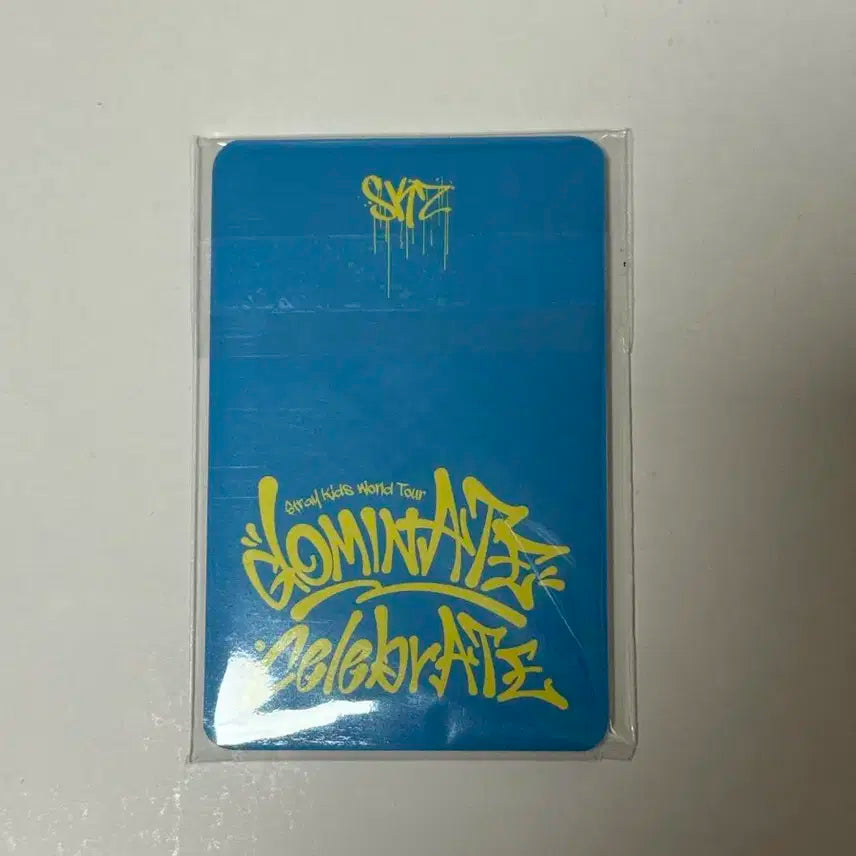 SKZ
Stray Kids World Tour
dominATE
celebrATE